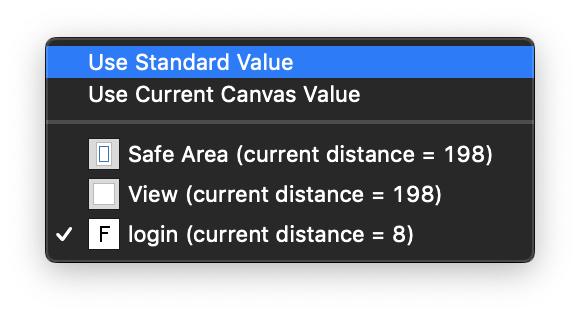 Use Standard Value
Use Current Canvas Value
Safe Area (current distance = 198)
View (current distance = 198)
F login (current distance = 8)